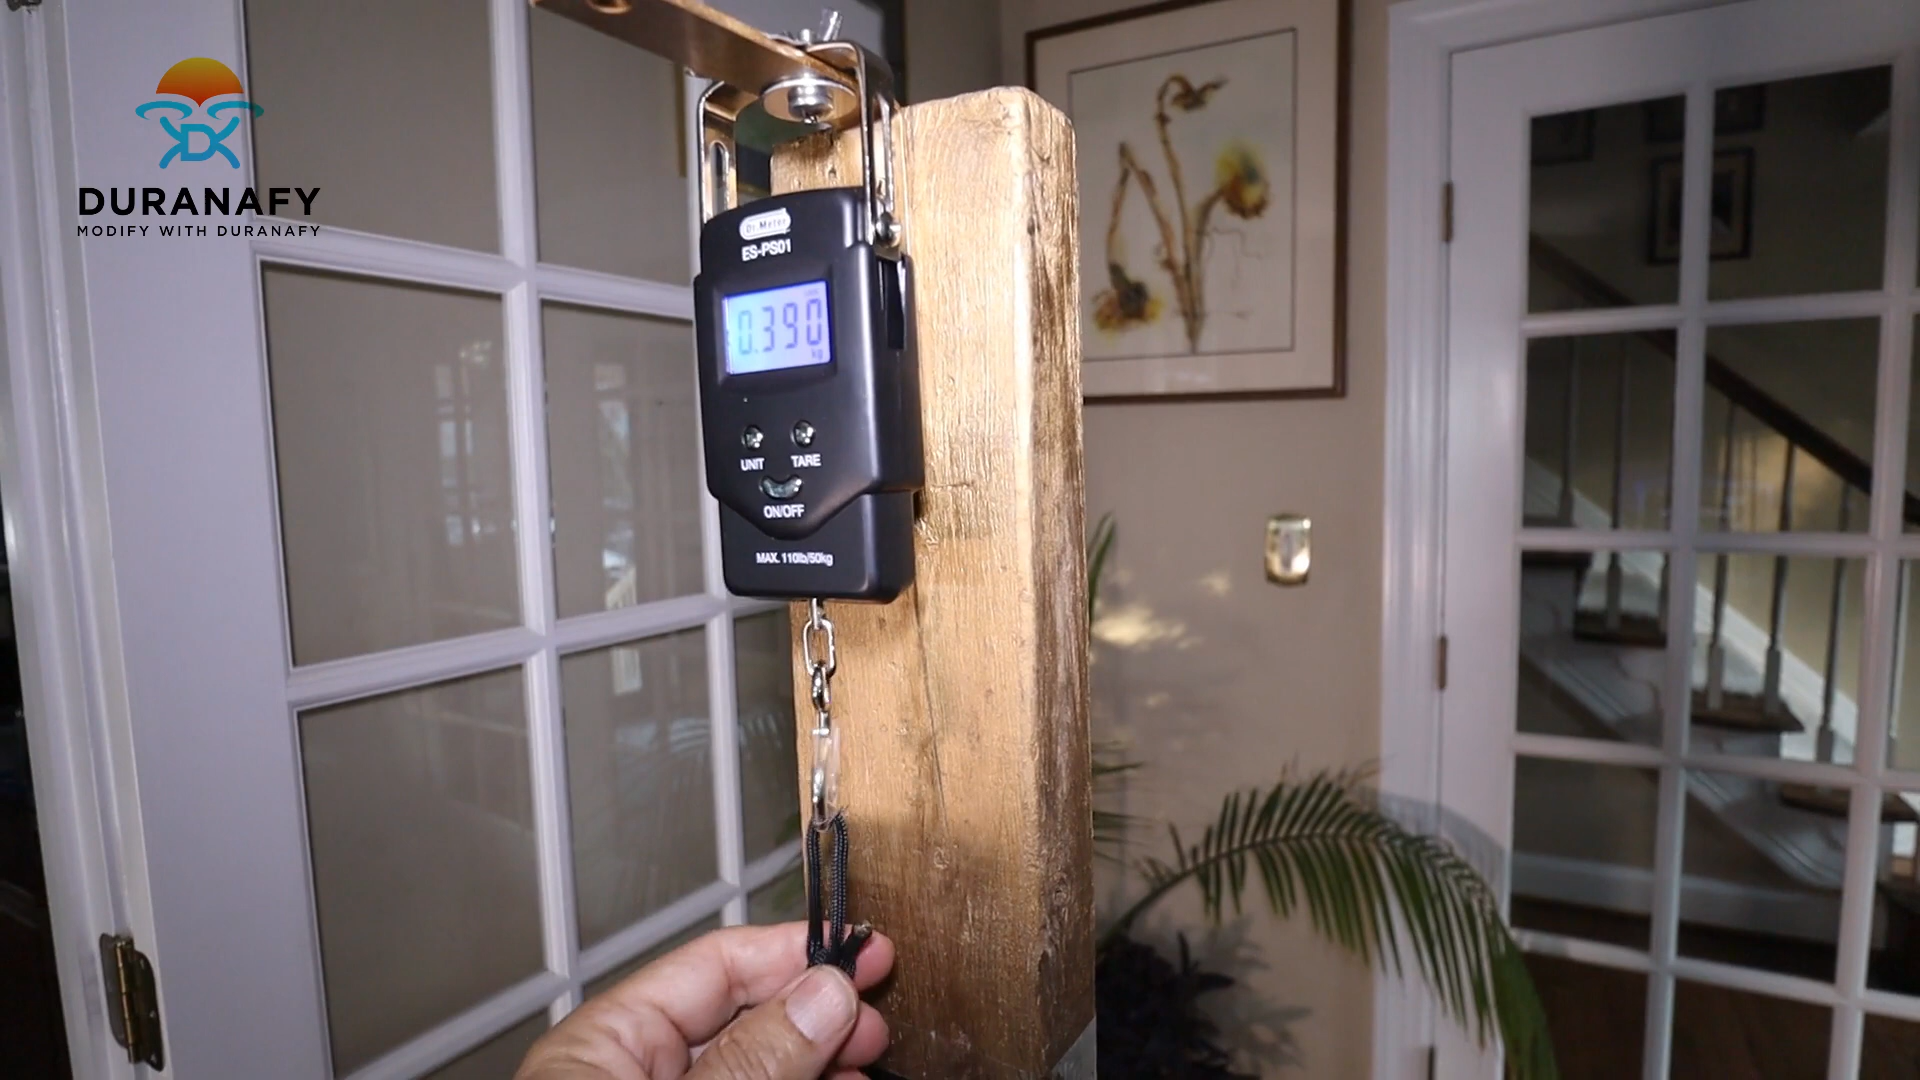 DURANAFY
MODIFY WITH DURANAFY
Dr.Meter
ES-PS01
0.390
kg
UNIT TARE
ON/OFF
MAX. 110lb/50kg